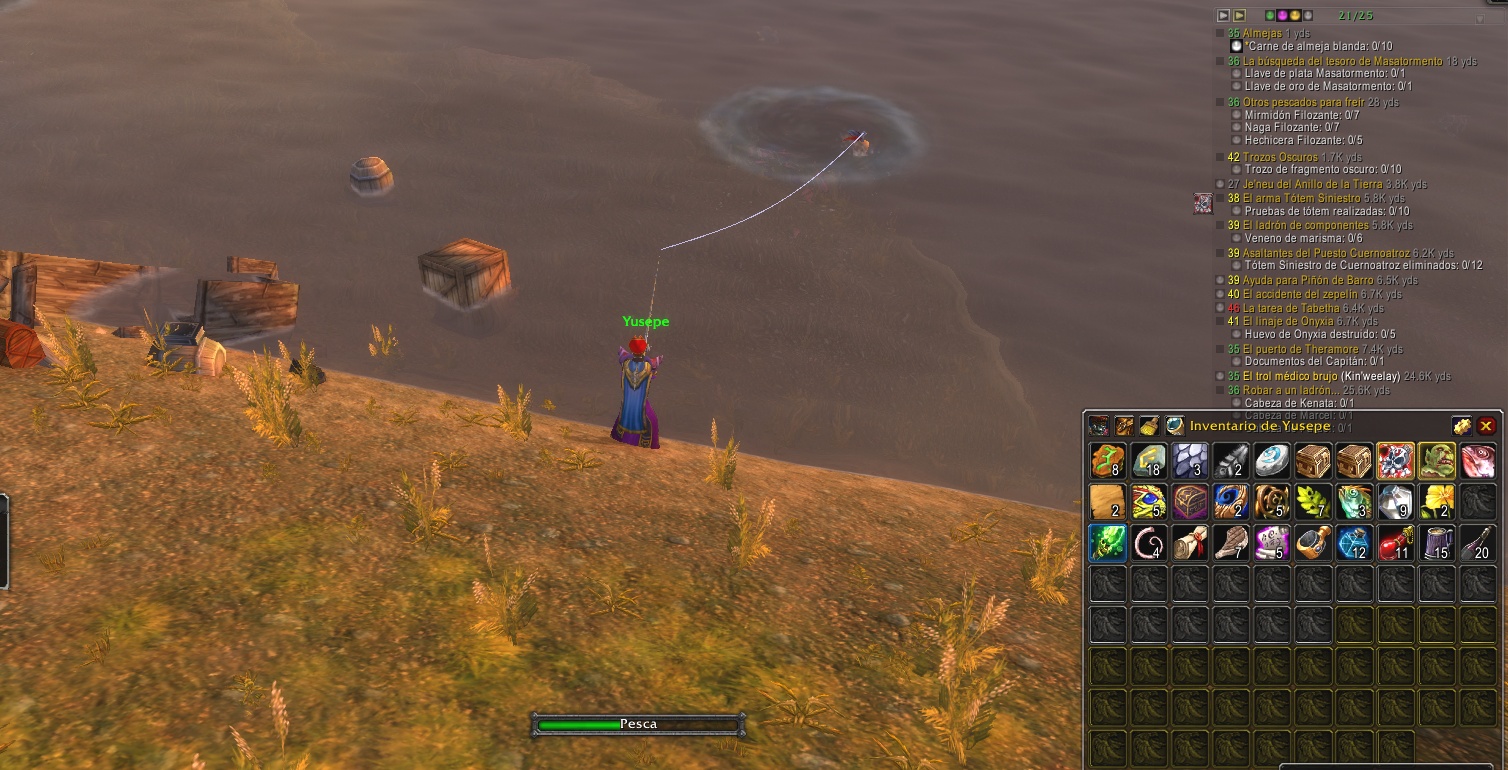 21/25
35 Almejas 1 yds
*Carne de almeja blanda: 0/10
36 La búsqueda del tesoro de Masatormento 18 yds
Llave de plata Masatormento: 0/1
Llave de oro de Masatormento: 0/1
36 Otros pescados para freír 28 yds
Mirmidón Filozante: 0/7
Naga Filozante: 0/7
Hechicera Filozante: 0/5
42 Trozos Oscuros 1.7K yds
Trozo de fragmento oscuro: 0/10
27 Je'neu del Anillo de la Tierra 3.8K yds
38 El arma Tótem Siniestro 5.8K yds
Pruebas de tótem realizadas: 0/10
39 El ladrón de componentes 5.8K yds
Veneno de marisma: 0/6
39 Asaltantes del Puesto Cuernoatroz 6.2K yds
Tótem Siniestro de Cuernoatroz eliminados: 0/12
39 Ayuda para Piñón de Barro 6.5K yds
40 El accidente del zepelín 6.7K yds
La tarea de Tabetha 6.4K yds
41 El linaje de Onyxia 6.7K yds
Huevo de Onyxia destruido: 0/5
35 El puerto de Theramore 7.4K yds
Documentos del Capitán: 0/1
35 El trol médico brujo (Kin'weelay) 24.6K yds
36 Robar a un ladrón... 25.6K yds
Cabeza de Kenata: 0/1
Cabeza de Marcel: 0/1
Inventario de Yusepe : 0/1
8 18 3 2
2 5 2 5 7 3 9 2
4 7 5 12 11 15 20
Yusepe
Pesca